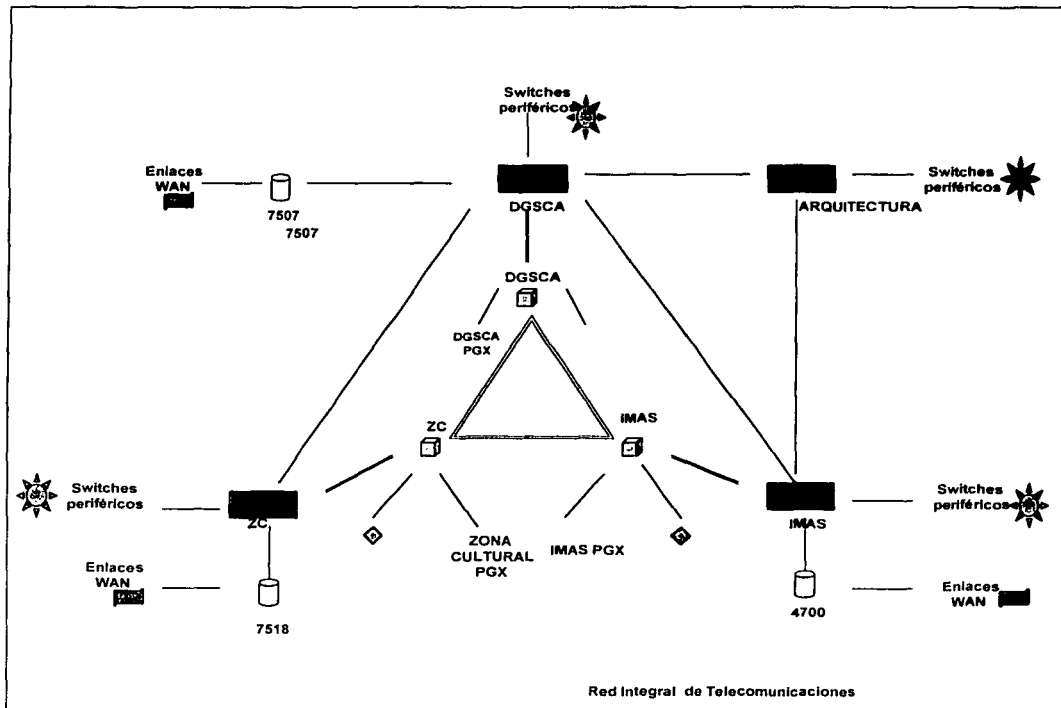 Switches
periféricos
Enlaces
WAN
7507
7507
DGSCA
Switches
periféricos
ARQUITECTURA
DGSCA
DGSCA
PGX
ZC
IMAS
Switches
periféricos
ZC
ZONA
CULTURAL
PGX
IMAS PGX
Switches
periféricos
IMAS
Enlaces
WAN
7518
4700
Enlaces
WAN
Red Integral de Telecomunicaciones